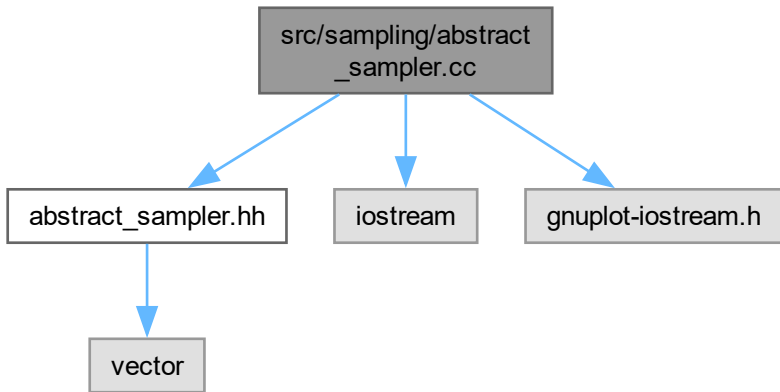 src/sampling/abstract
_sampler.cc
abstract_sampler.hh
iostream
gnuplot-iostream.h
vector